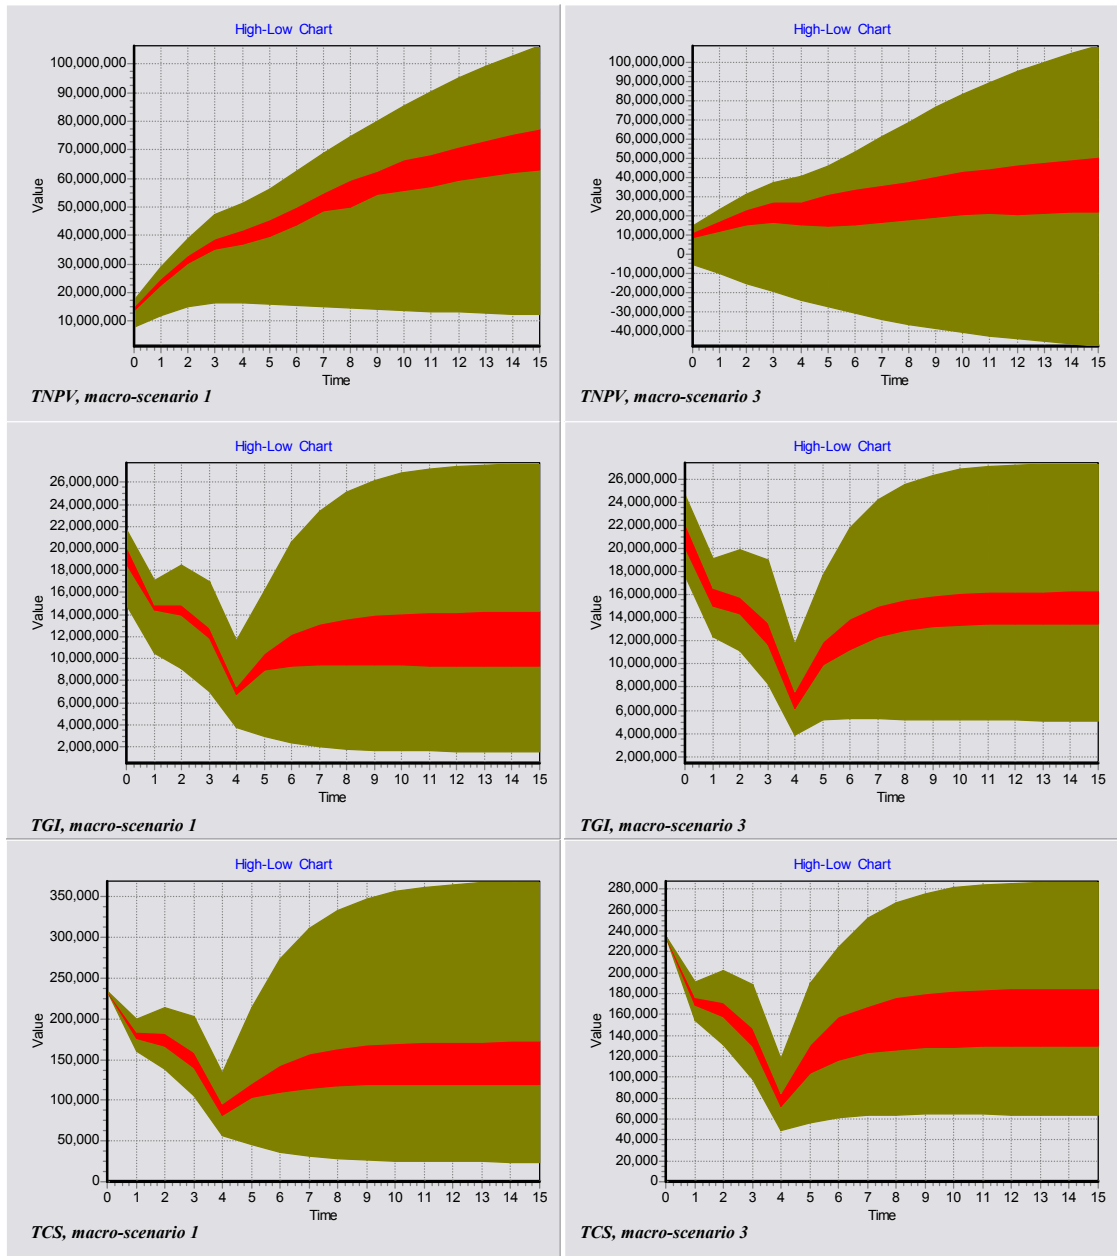 High-Low Chart
Value
100,000,000
90,000,000
80,000,000
70,000,000
60,000,000
50,000,000
40,000,000
30,000,000
20,000,000
10,000,000
0 1 2 3 4 5 6 7 8 9 10 11 12 13 14 15
Time
TNPV, macro-scenario 1
High-Low Chart
Value
100,000,000
90,000,000
80,000,000
70,000,000
60,000,000
50,000,000
40,000,000
30,000,000
20,000,000
10,000,000
0
-10,000,000
-20,000,000
-30,000,000
-40,000,000
0 1 2 3 4 5 6 7 8 9 10 11 12 13 14 15
Time
TNPV, macro-scenario 3
High-Low Chart
Value
26,000,000
24,000,000
22,000,000
20,000,000
18,000,000
16,000,000
14,000,000
12,000,000
10,000,000
8,000,000
6,000,000
4,000,000
2,000,000
0 1 2 3 4 5 6 7 8 9 10 11 12 13 14 15
Time
TGI, macro-scenario 1
High-Low Chart
Value
26,000,000
24,000,000
22,000,000
20,000,000
18,000,000
16,000,000
14,000,000
12,000,000
10,000,000
8,000,000
6,000,000
4,000,000
2,000,000
0 1 2 3 4 5 6 7 8 9 10 11 12 13 14 15
Time
TGI, macro-scenario 3
High-Low Chart
Value
350,000
300,000
250,000
200,000
150,000
100,000
50,000
0
0 1 2 3 4 5 6 7 8 9 10 11 12 13 14 15
Time
TCS, macro-scenario 1
High-Low Chart
Value
280,000
260,000
240,000
220,000
200,000
180,000
160,000
140,000
120,000
100,000
80,000
60,000
40,000
20,000
0
0 1 2 3 4 5 6 7 8 9 10 11 12 13 14 15
Time
TCS, macro-scenario 3